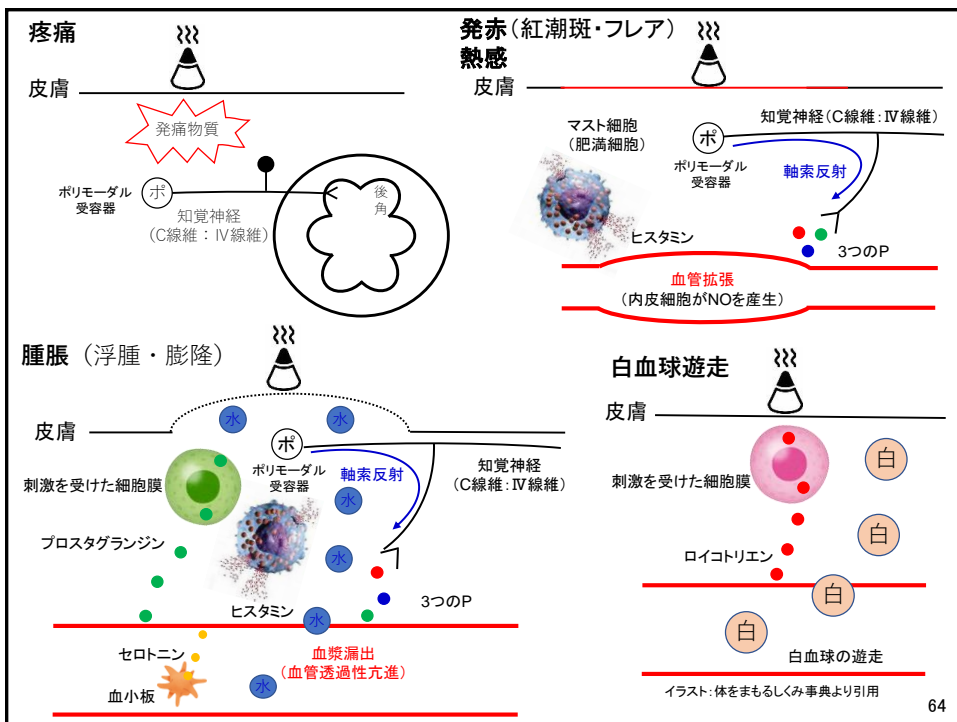 疼痛
皮膚
発痛物質
ポリモーダル
受容器
ポ
知覚神経
(C線維：Ⅳ線維)
後
角
発赤(紅潮斑・フレア)
熱感
皮膚
マスト細胞
(肥満細胞)
ポ
ポリモーダル
受容器
知覚神経(C線維：Ⅳ線維)
軸索反射
ヒスタミン
3つのP
血管拡張
(内皮細胞がNOを産生)
腫脹（浮腫・膨隆）
皮膚
水
水
ポ
ポリモーダル
受容器
軸索反射
知覚神経
(C線維：Ⅳ線維)
刺激を受けた細胞膜
水
プロスタグランジン
水
ヒスタミン
水
3つのP
セロトニン
血小板
血漿漏出
(血管透過性亢進)
水
白血球遊走
皮膚
刺激を受けた細胞膜
白
白
ロイコトリエン
白
白
白血球の遊走
イラスト：体をまもるしくみ事典より引用
64